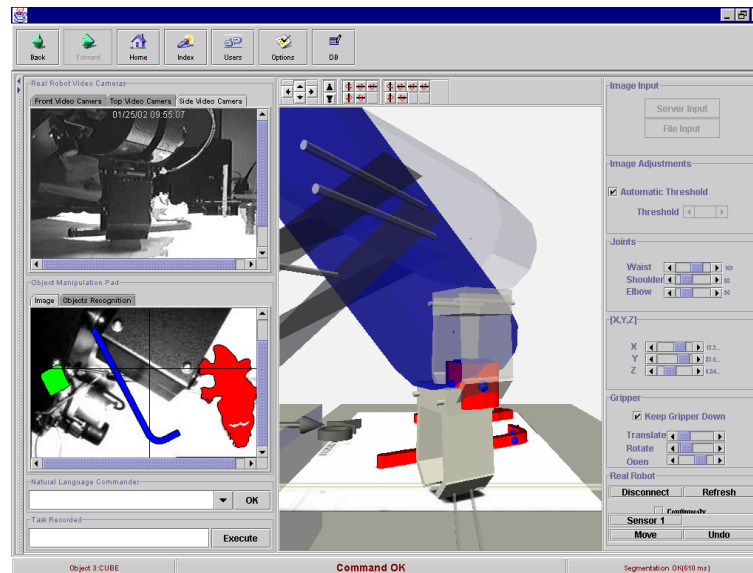 Back Forward Home Index Users Options DB
Real Robot Video Cameras
Front Video Camera Top Video Camera Side Video Camera
01/25/02 09:55:07
Object Manipulation Pad
Image Objects Recognition
Natural Language Commander
OK
Task Recorded
Execute
Image Input
Server Input
File Input
Image Adjustments
Automatic Threshold
Threshold
Joints
Waist
Shoulder
Elbow
[X,Y,Z]
X
Y
Z
Gripper
Keep Gripper Down
Translate
Rotate
Open
Real Robot
Disconnect Refresh
Continuously
Sensor 1
Move Undo
Object 3:CUBE Command OK Segmentation OK(610 ms)